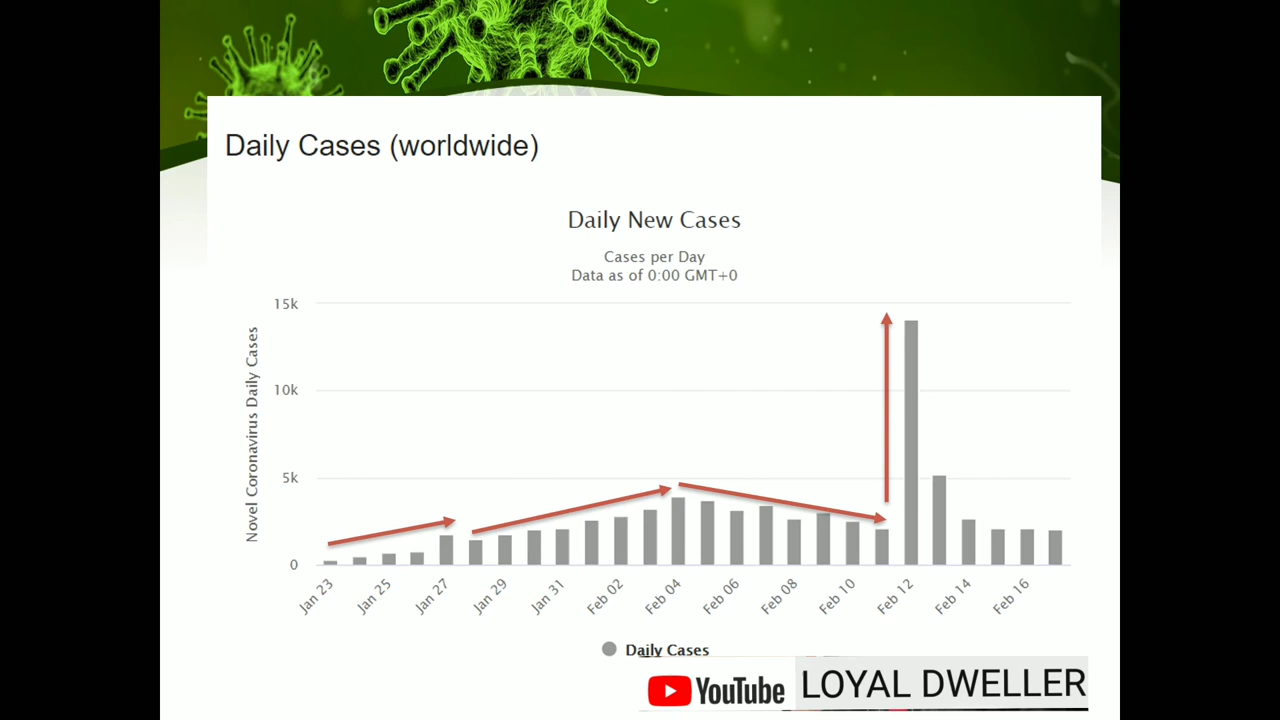 Daily Cases (worldwide)
Daily New Cases
Cases per Day
Data as of 0:00 GMT+0
Novel Coronavirus Daily Cases
15k
10k
5k
0
Jan 23
Jan 25
Jan 27
Jan 29
Jan 31
Feb 02
Feb 04
Feb 06
Feb 08
Feb 10
Feb 12
Feb 14
Feb 16
Daily Cases
YouTube LOYAL DWELLER